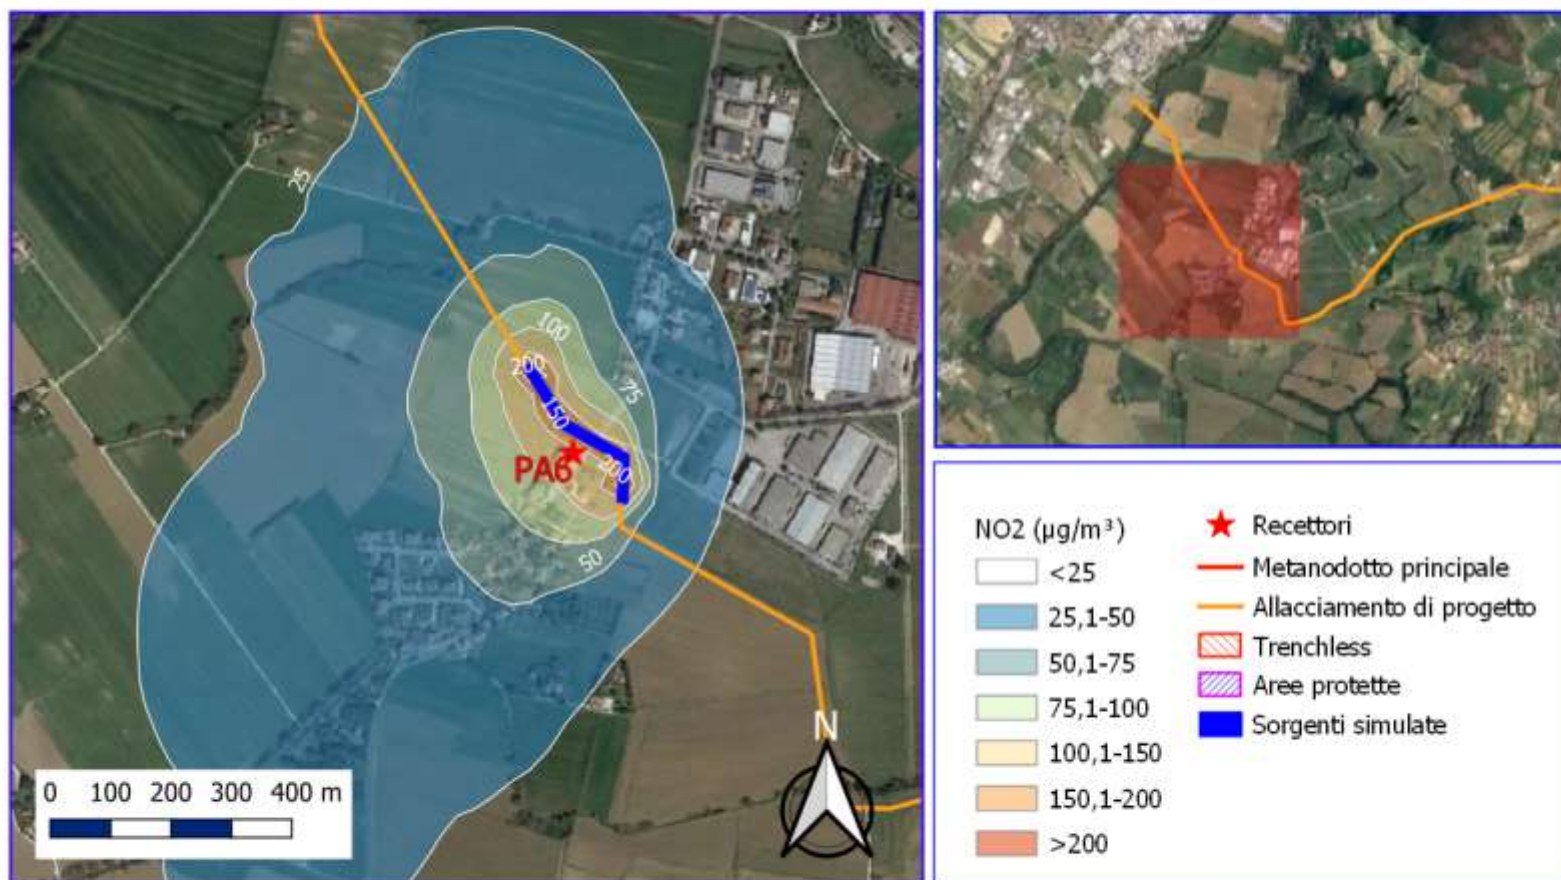 25
100
200
75
150
PA6
200
50
N
0 100 200 300 400 m
NO2 (µg/m³)
<25
25,1-50
50,1-75
75,1-100
100,1-150
150,1-200
>200
Recettori
Metanodotto principale
Allacciamento di progetto
Trenchless
Aree protette
Sorgenti simulate